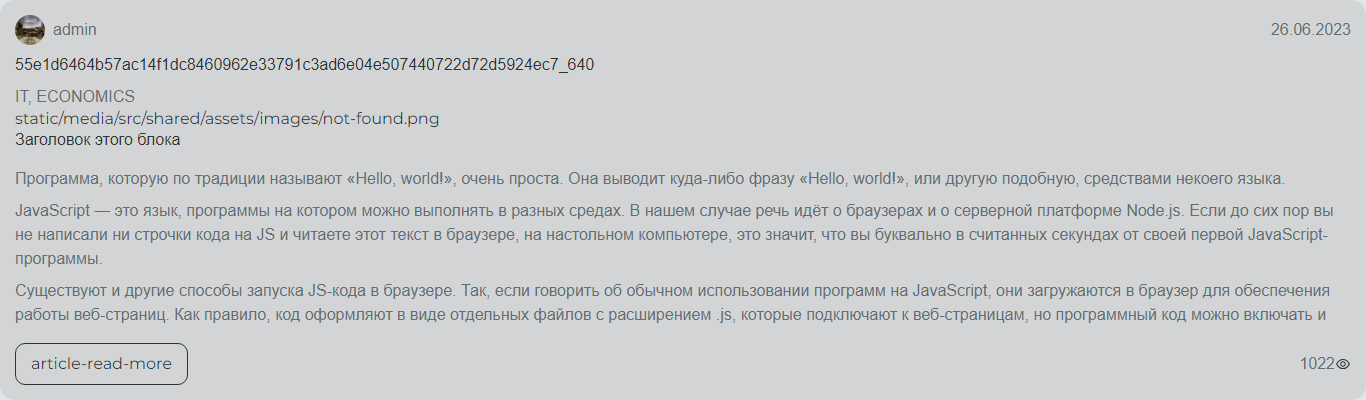 admin
26.06.2023
55e1d6464b57ac14f1dc8460962e33791c3ad6e04e507440722d72d5924ec7_640
IT, ECONOMICS
static/media/src/shared/assets/images/not-found.png
Заголовок этого блока
Программа, которую по традиции называют «Hello, world!», очень проста. Она выводит куда-либо фразу «Hello, world!», или другую подобную, средствами некоего языка.
JavaScript — это язык, программы на котором можно выполнять в разных средах. В нашем случае речь идёт о браузерах и о серверной платформе Node.js. Если до сих пор вы
не написали ни строчки кода на JS и читаете этот текст в браузере, на настольном компьютере, это значит, что вы буквально в считанных секундах от своей первой JavaScript-
программы.
Существуют и другие способы запуска JS-кода в браузере. Так, если говорить об обычном использовании программ на JavaScript, они загружаются в браузер для обеспечения
работы веб-страниц. Как правило, код оформляют в виде отдельных файлов с расширением .js, которые подключают к веб-страницам, но программный код можно включать и
article-read-more
1022